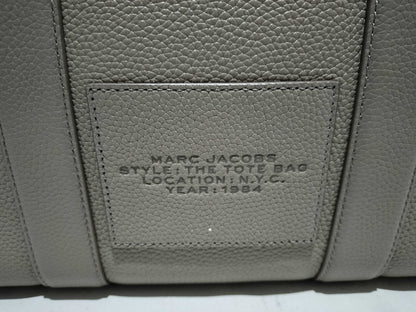 MARC JACOBS
STYLE: THE TOTE BAG
LOCATION: N.Y.C.
YEAR: 1984